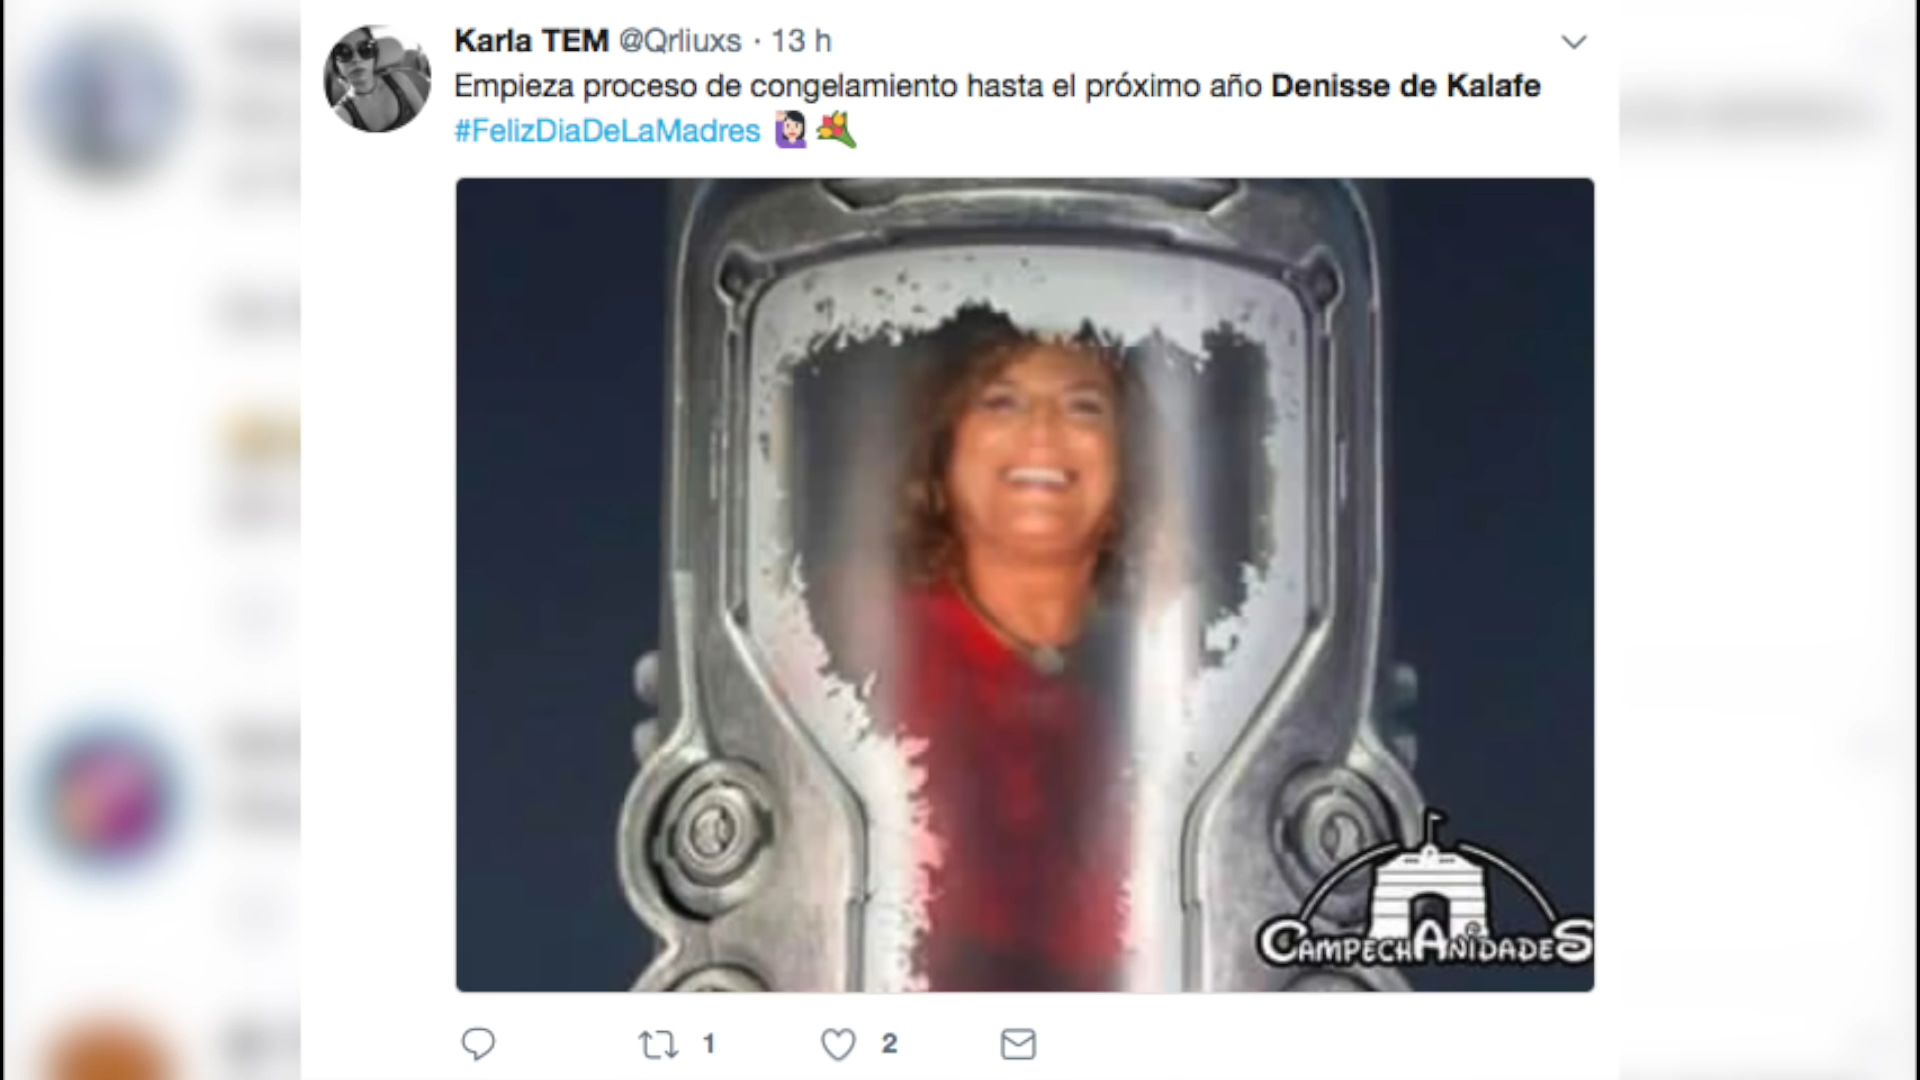 Karla TEM @Qrliuxs · 13 h
Empieza proceso de congelamiento hasta el próximo año Denisse de Kalafe
#FelizDiaDeLaMadres
CAMPECHANIDADES
1
2